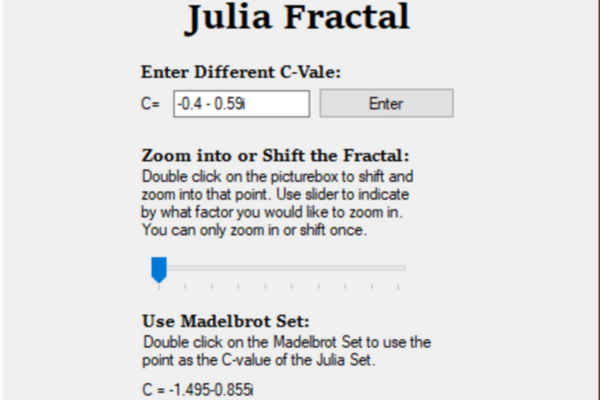 Julia Fractal
Enter Different C-Vale:
C= -0.4 - 0.59i Enter
Zoom into or Shift the Fractal:
Double click on the picturebox to shift and
zoom into that point. Use slider to indicate
by what factor you would like to zoom in.
You can only zoom in or shift once.
Use Madelbrot Set:
Double click on the Madelbrot Set to use the
point as the C-value of the Julia Set.
C = -1.495-0.855i